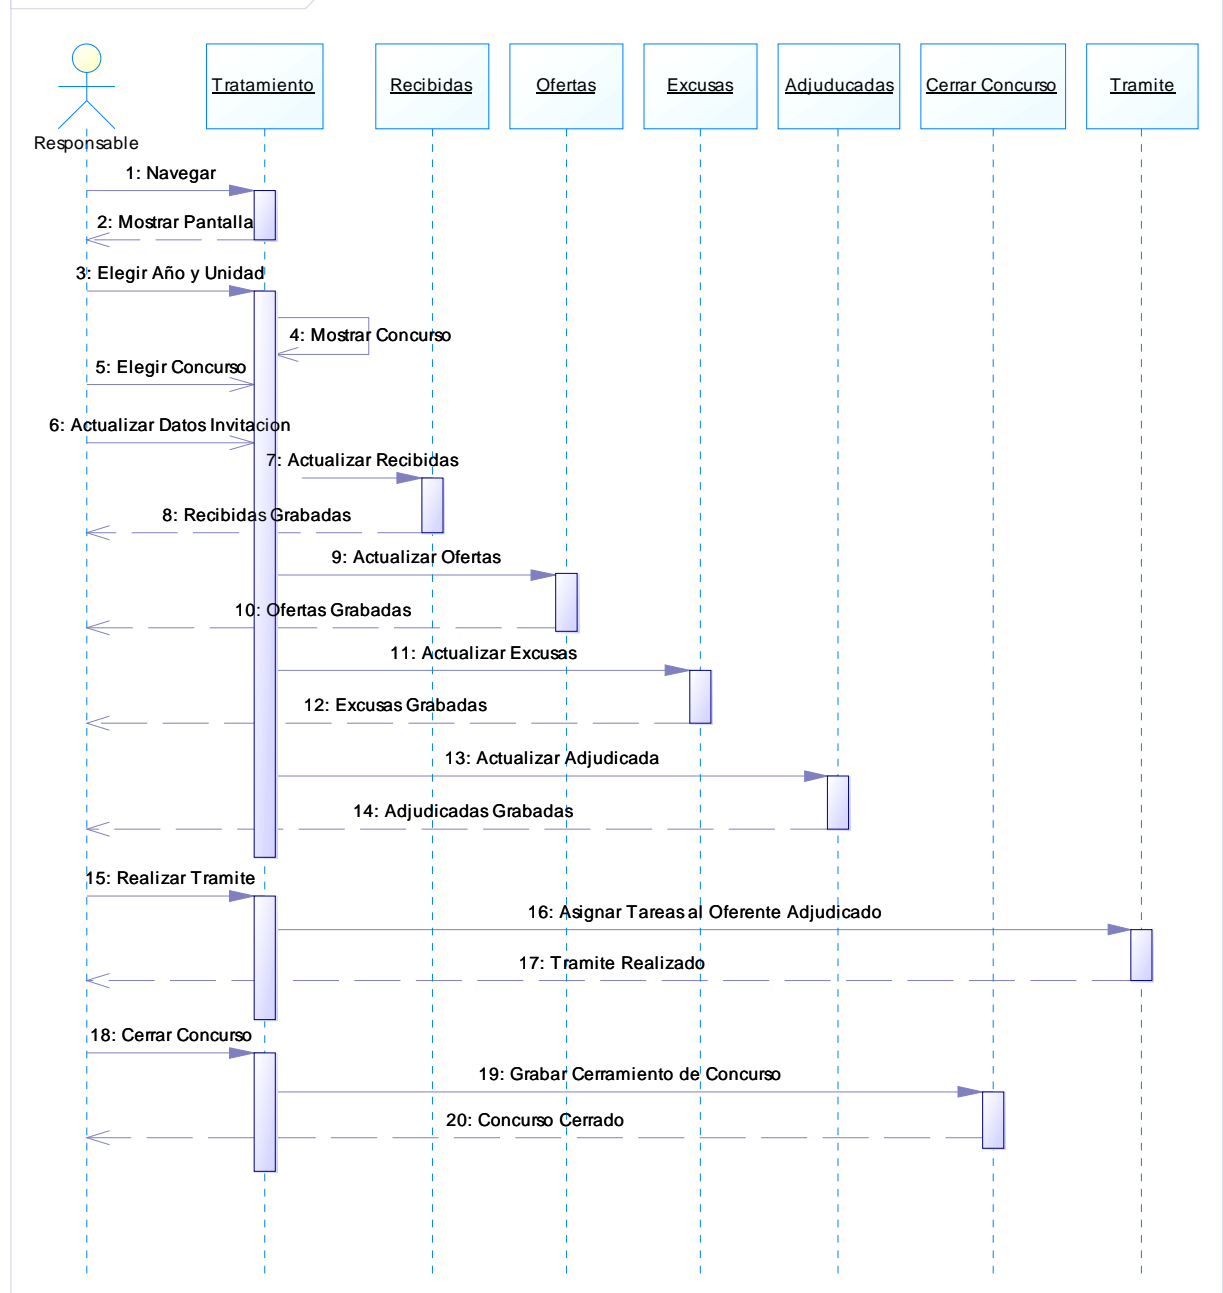 Responsable
Tratamiento
Recibidas
Ofertas
Excusas
Adjuducadas
Cerrar Concurso
Tramite
1: Navegar
2: Mostrar Pantalla
3: Elegir Año y Unidad
4: Mostrar Concurso
5: Elegir Concurso
6: Actualizar Datos Invitacion
7: Actualizar Recibidas
8: Recibidas Grabadas
9: Actualizar Ofertas
10: Ofertas Grabadas
11: Actualizar Excusas
12: Excusas Grabadas
13: Actualizar Adjudicada
14: Adjudicadas Grabadas
15: Realizar Tramite
16: Asignar Tareas al Oferente Adjudicado
17: Tramite Realizado
18: Cerrar Concurso
19: Grabar Cerramiento de Concurso
20: Concurso Cerrado